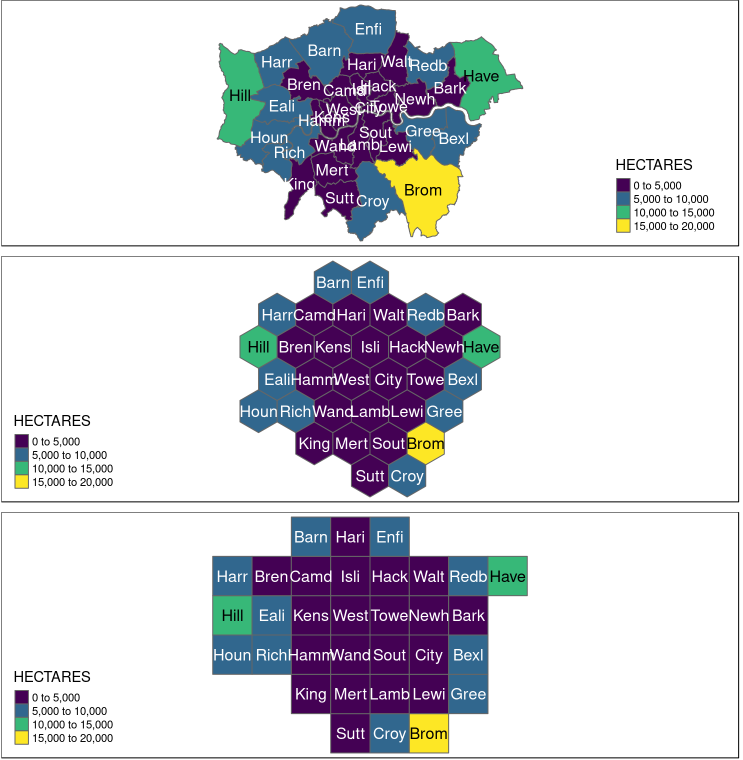 Enfi
Barn
Harr
Hari
Walt
Redb
Have
Bren
Camd
Isli
Hack
Bark
Hill
Eali
Newh
West
City
Towe
Hamm
Kens
Houn
Sout
Gree
Bexl
Rich
Wand
Lamb
Lewi
Mert
King
Brom
Sutt
Croy
HECTARES
0 to 5,000
5,000 to 10,000
10,000 to 15,000
15,000 to 20,000
Barn Enfi
Harr Camd Hari Walt Redb Bark
Hill Bren Kens Isli Hack Newh Have
Eali Hamm West City Towe Bexl
Houn Rich Wand Lamb Lewi Gree
King Mert Sout Brom
Sutt Croy
HECTARES
0 to 5,000
5,000 to 10,000
10,000 to 15,000
15,000 to 20,000
Barn Hari Enfi
Harr Bren Camd Isli Hack Walt Redb Have
Hill Eali Kens West Towe Newh Bark
Houn Rich Hamm Wand Sout City Bexl
King Mert Lamb Lewi Gree
Sutt Croy Brom
HECTARES
0 to 5,000
5,000 to 10,000
10,000 to 15,000
15,000 to 20,000